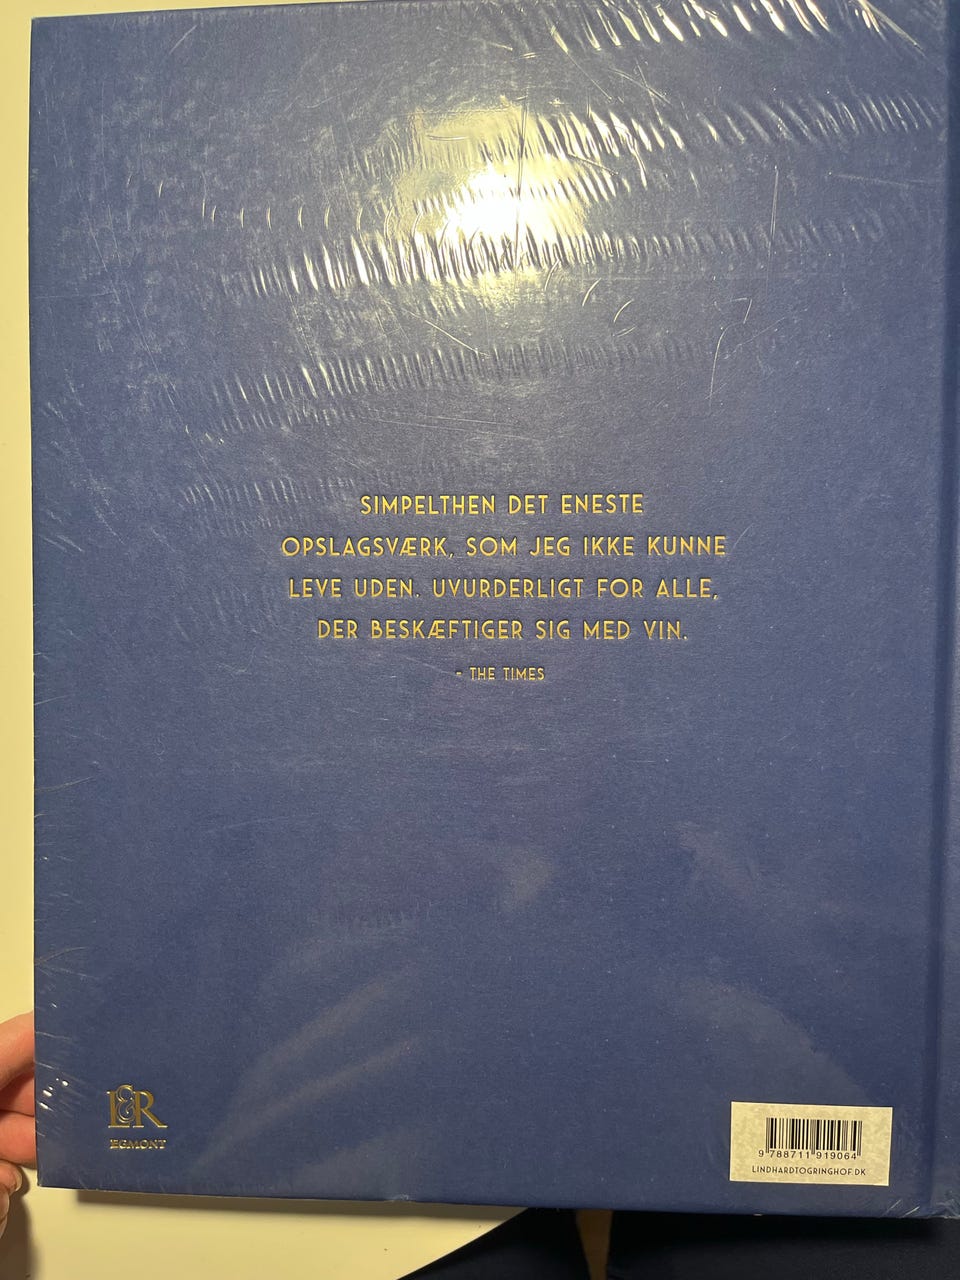 SIMPELTHEN DET ENESTE
OPSLAGSVÆRK, SOM JEG IKKE KUNNE
LEVE UDEN. UVURDERLIGT FOR ALLE,
DER BESKÆFTIGER SIG MED VIN.
- THE TIMES
L&R
EGMONT
9 788711 919064
LINDHARDTOGRINGHOF.DK